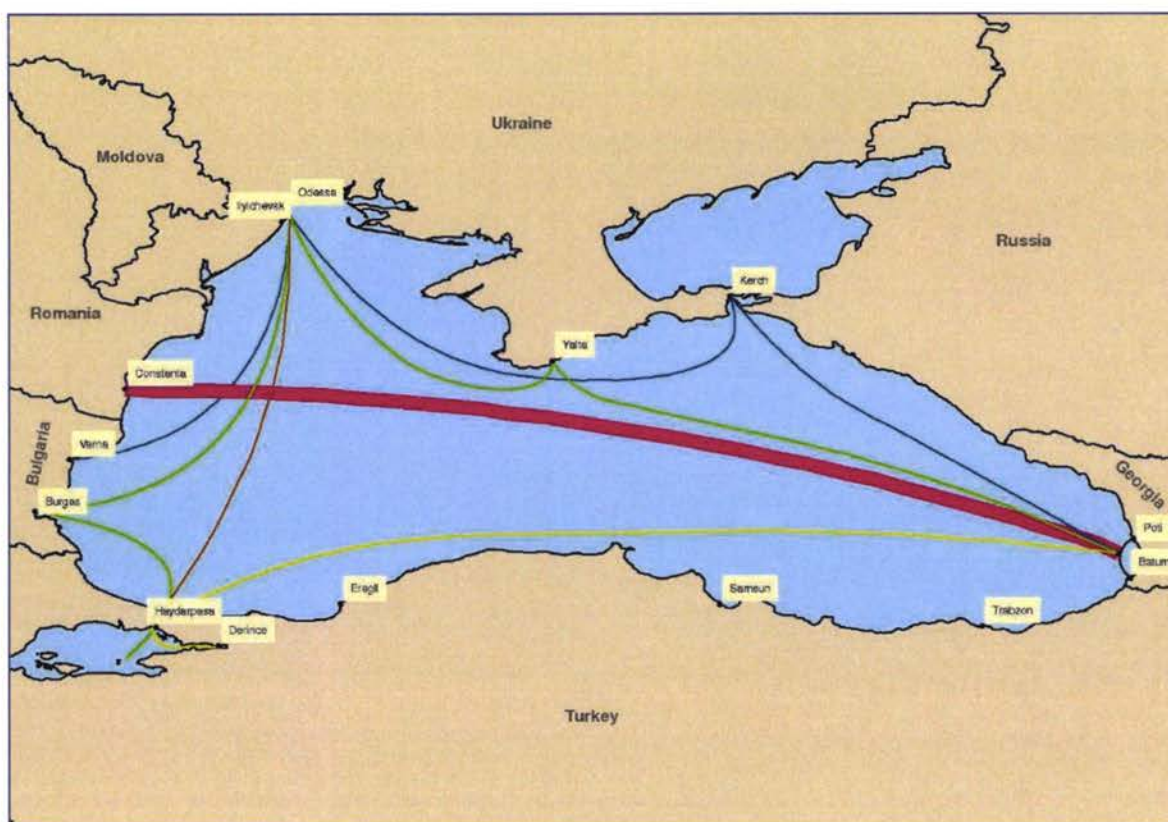 Ukraine
Moldova
Odessa
Ilyichevsk
Russia
Kerch
Romania
Yalta
Constanta
Varna
Bulgaria
Georgia
Burgas
Poti
Batumi
Eregli
Samsun
Haydarpasa
Trabzon
Derince
Turkey